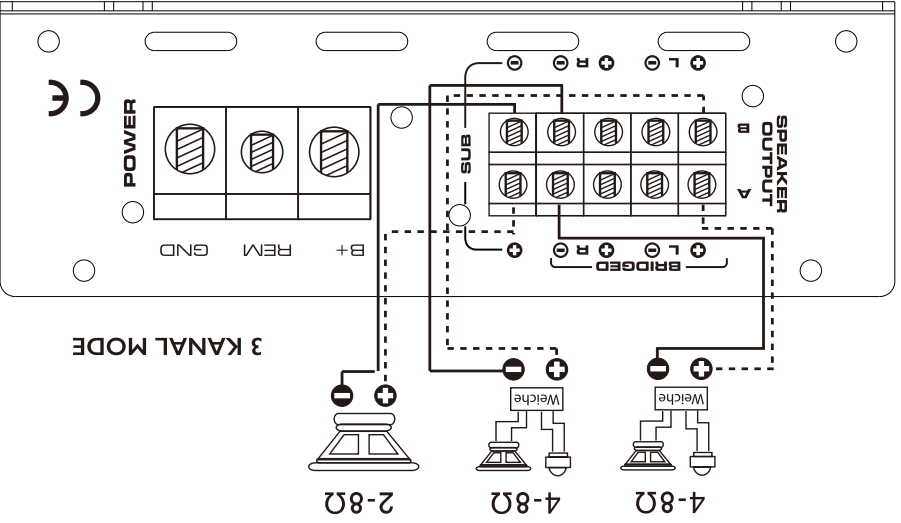 CE
POWER
GND
REM
B+
SUB
⊖ ⊖ R ⊕ ⊖ L ⊕
B
A
SPEAKER
OUTPUT
⊕ ⊖ R ⊕ ⊖ L ⊕
BRIDGED
3 KANAL MODE
Weiche
Weiche
2-8Ω
4-8Ω
4-8Ω